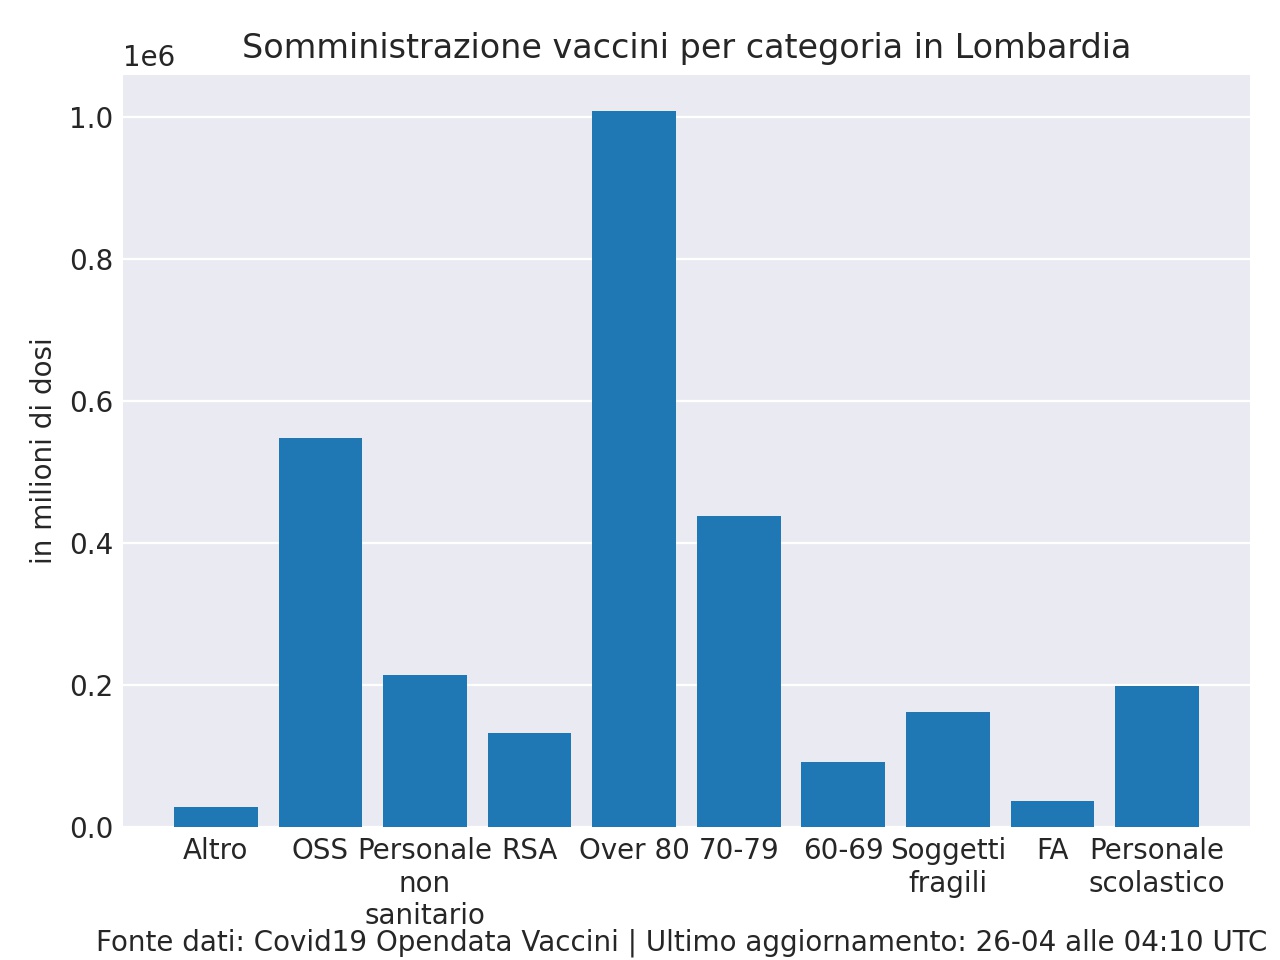 Somministrazione vaccini per categoria in Lombardia
1e6
1.0
0.8
0.6
0.4
0.2
0.0
in milioni di dosi
Altro OSS Personale RSA Over 80 70-79 60-69 Soggetti FA Personale
non fragili scolastico
sanitario
Fonte dati: Covid19 Opendata Vaccini | Ultimo aggiornamento: 26-04 alle 04:10 UTC